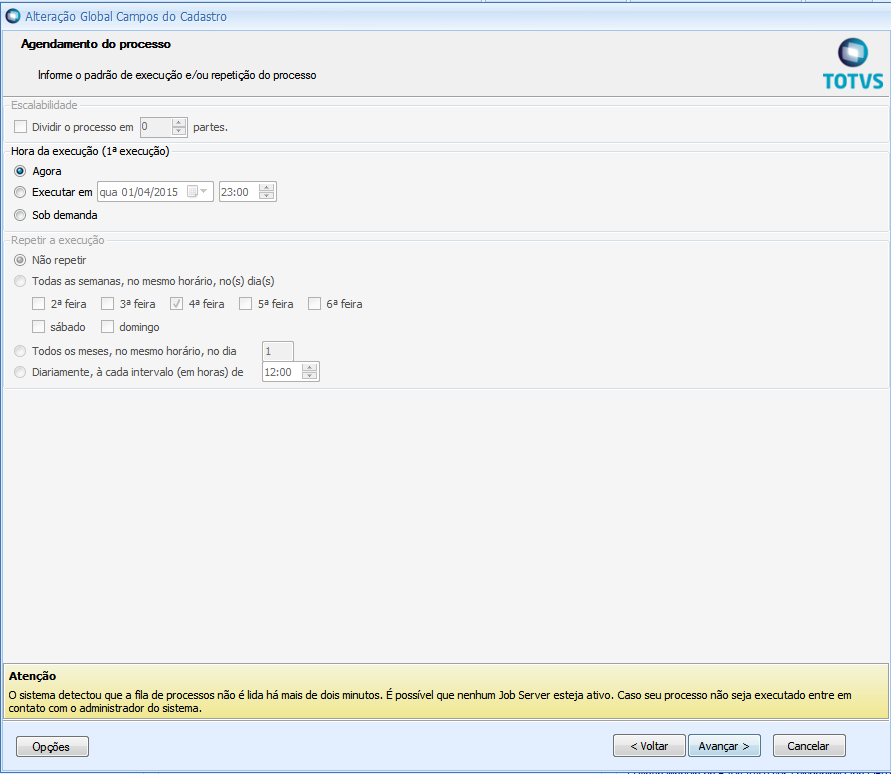 Alteração Global Campos do Cadastro
Agendamento do processo
Informe o padrão de execução e/ou repetição do processo
TOTVS
Escalabilidade
Dividir o processo em 0 partes.
Hora da execução (1ª execução)
Agora
Executar em qua 01/04/2015 23:00
Sob demanda
Repetir a execução
Não repetir
Todas as semanas, no mesmo horário, no(s) dia(s)
2ª feira 3ª feira 4ª feira 5ª feira 6ª feira
sábado domingo
Todos os meses, no mesmo horário, no dia 1
Diariamente, à cada intervalo (em horas) de 12:00
Atenção
O sistema detectou que a fila de processos não é lida há mais de dois minutos. É possível que nenhum Job Server esteja ativo. Caso seu processo não seja executado entre em
contato com o administrador do sistema.
Opções < Voltar Avançar > Cancelar